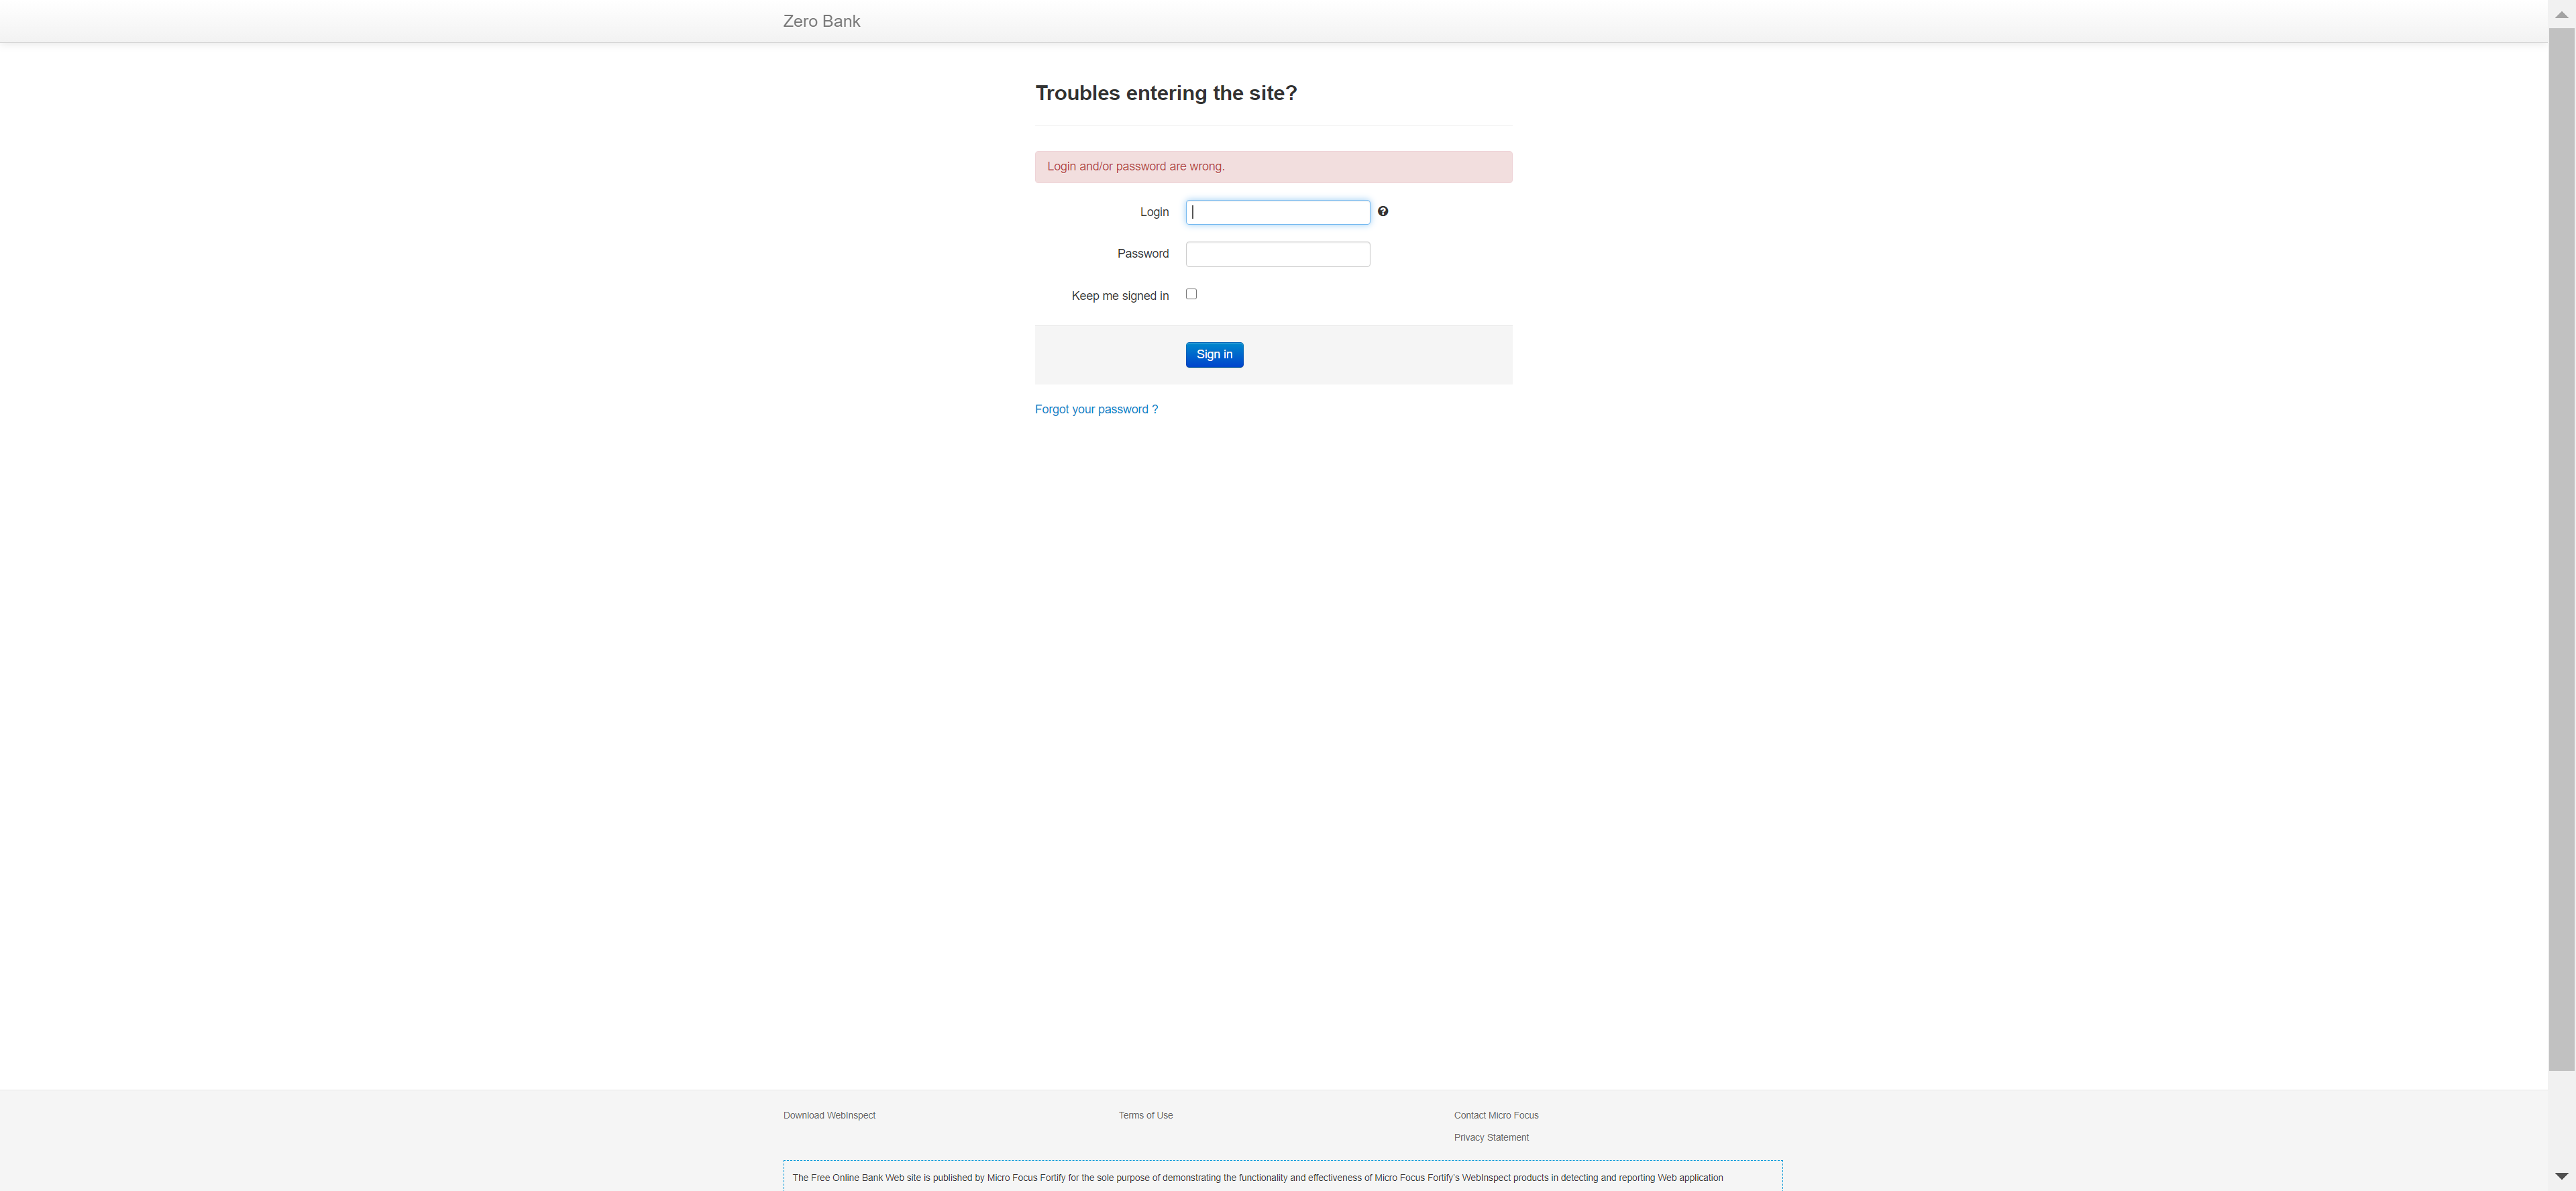 Zero Bank
Troubles entering the site?
Login and/or password are wrong.
Login
Password
Keep me signed in
Sign in
Forgot your password ?
Download WebInspect
Terms of Use
Contact Micro Focus
Privacy Statement
The Free Online Bank Web site is published by Micro Focus Fortify for the sole purpose of demonstrating the functionality and effectiveness of Micro Focus Fortify's WebInspect products in detecting and reporting Web application